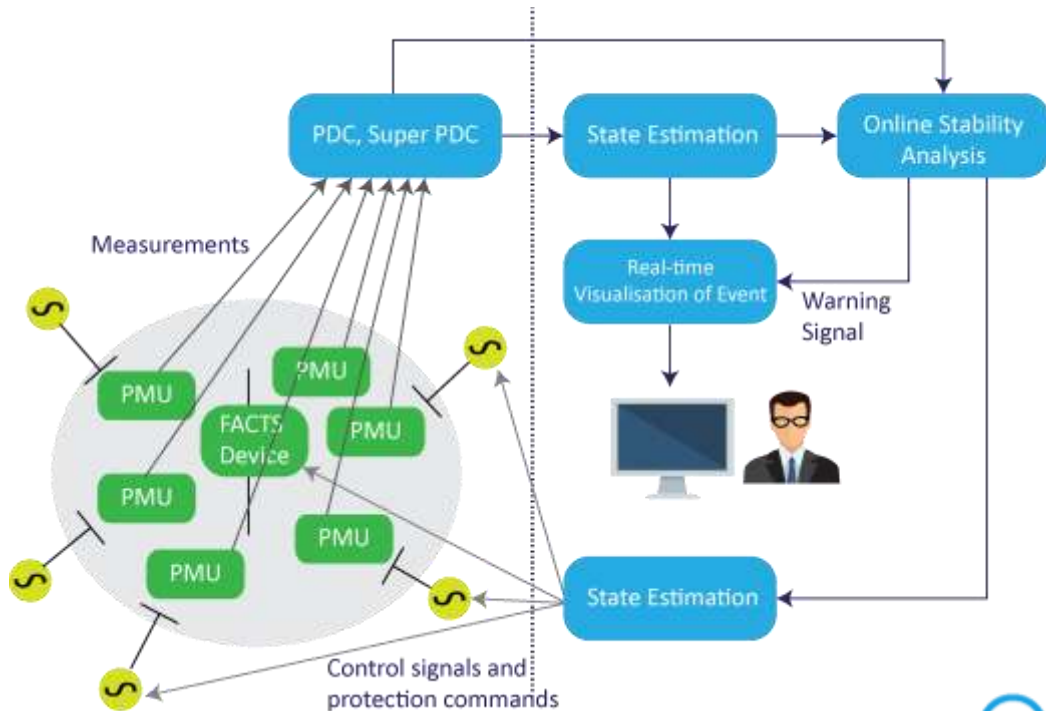 PDC, Super PDC
State Estimation
Online Stability
Analysis
Measurements
Real-time
Visualisation of Event
Warning
Signal
PMU
PMU
FACTS
Device
PMU
PMU
PMU
PMU
State Estimation
Control signals and
protection commands